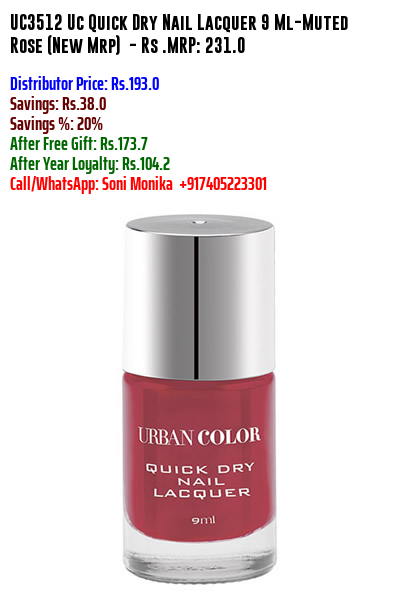 UC3512 Uc Quick Dry Nail Lacquer 9 Ml-Muted
Rose (New Mrp) - Rs .MRP: 231.0
Distributor Price: Rs.193.0
Savings: Rs.38.0
Savings %: 20%
After Free Gift: Rs.173.7
After Year Loyalty: Rs.104.2
Call/WhatsApp: Soni Monika +917405223301
URBAN COLOR
QUICK DRY
NAIL
LACQUER
9ml